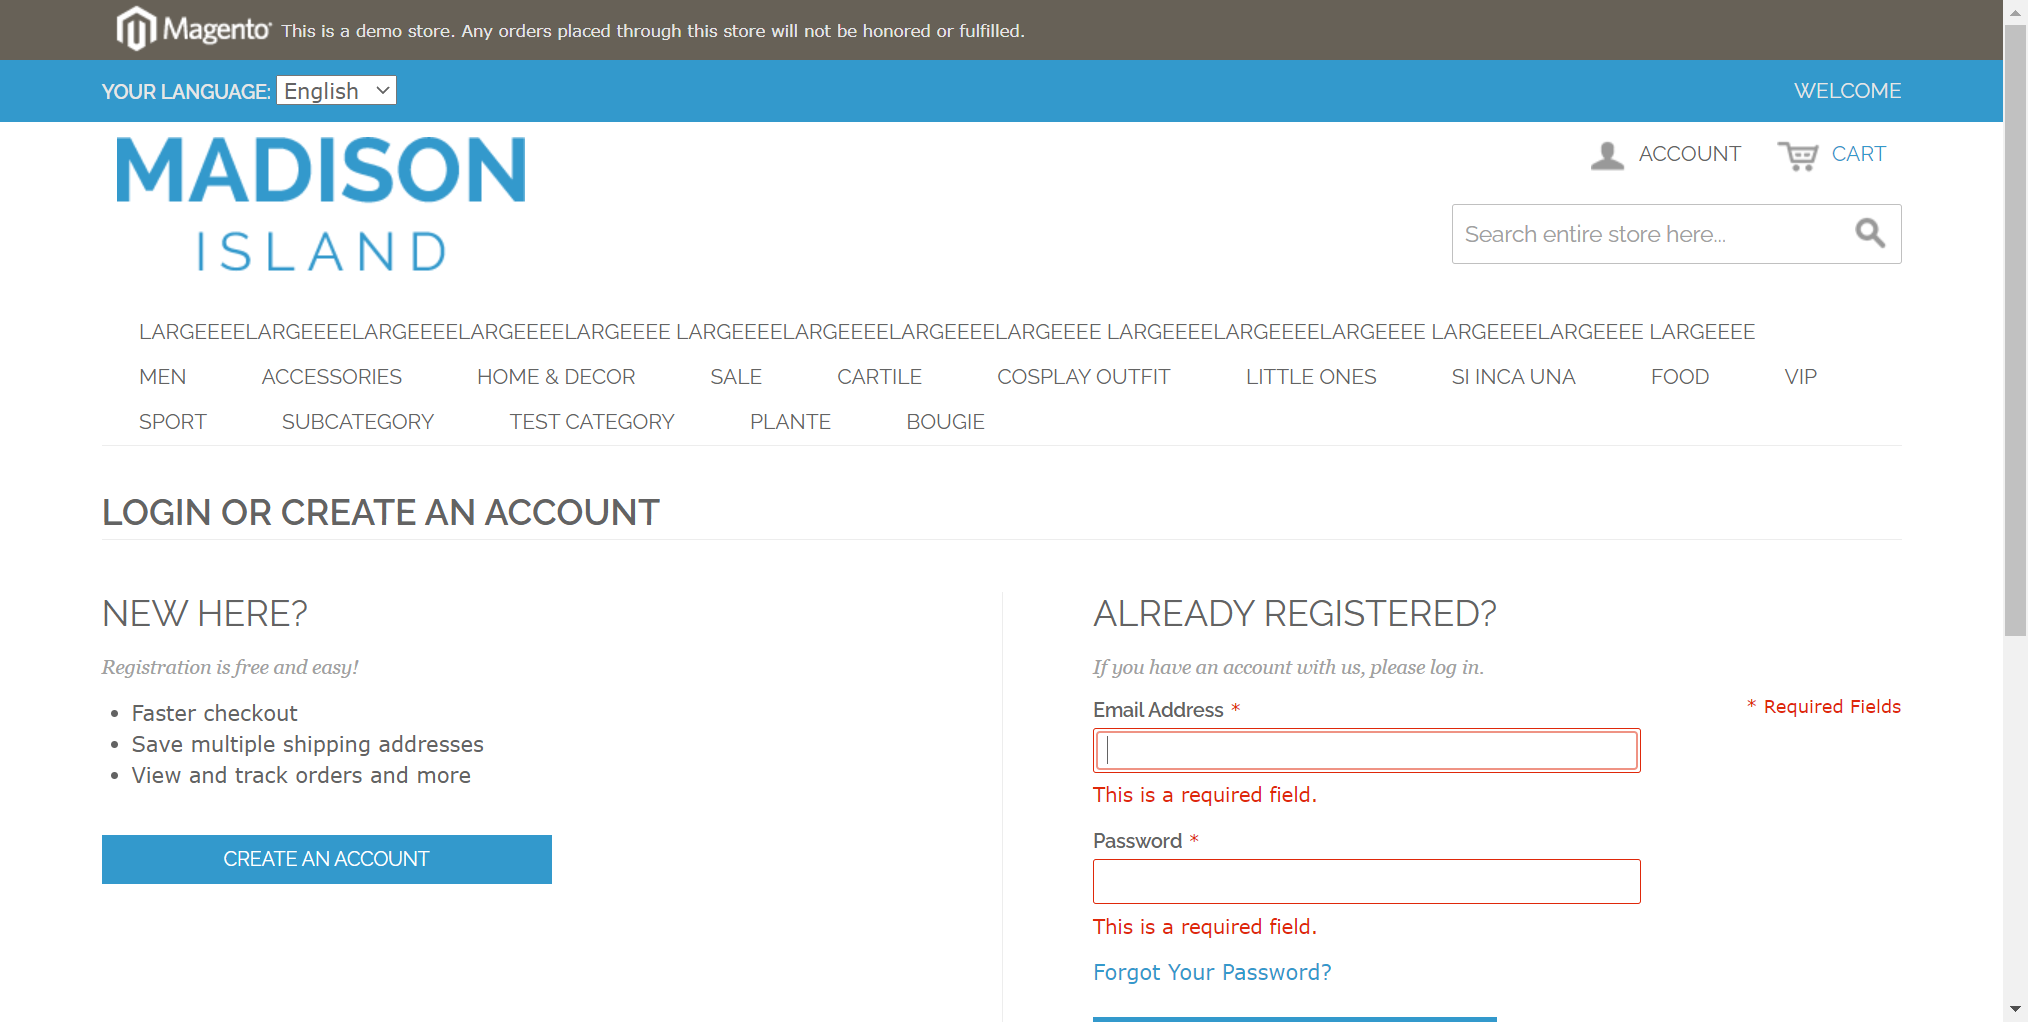 Magento® This is a demo store. Any orders placed through this store will not be honored or fulfilled.
YOUR LANGUAGE: English WELCOME
MADISON
ISLAND
ACCOUNT CART
Search entire store here...
LARGEEEELARGEEEELARGEEEELARGEEEELARGEEEE LARGEEEELARGEEEELARGEEEELARGEEEE LARGEEEELARGEEEELARGEEEE LARGEEEELARGEEEE LARGEEEE
MEN ACCESSORIES HOME & DECOR SALE CARTILE COSPLAY OUTFIT LITTLE ONES SI INCA UNA FOOD VIP
SPORT SUBCATEGORY TEST CATEGORY PLANTE BOUGIE
LOGIN OR CREATE AN ACCOUNT
NEW HERE?
Registration is free and easy!
• Faster checkout
• Save multiple shipping addresses
• View and track orders and more
CREATE AN ACCOUNT
ALREADY REGISTERED?
If you have an account with us, please log in.
* Required Fields
Email Address *
This is a required field.
Password *
This is a required field.
Forgot Your Password?